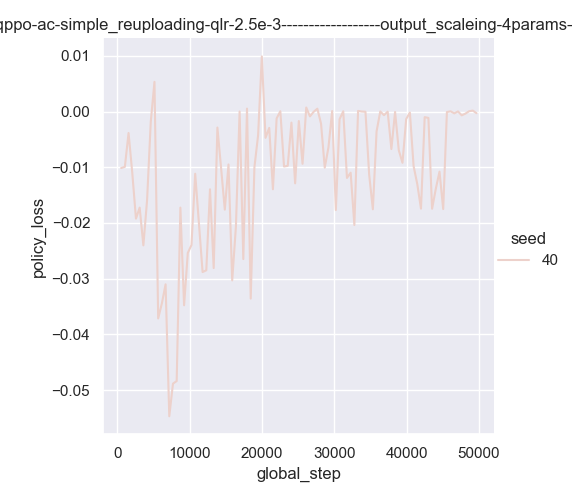 qppo-ac-simple_reuploading-qlr-2.5e-3------------------output_scaleing-4params-
0.01
0.00
−0.01
−0.02
−0.03
−0.04
−0.05
policy_loss
seed
40
0 10000 20000 30000 40000 50000
global_step